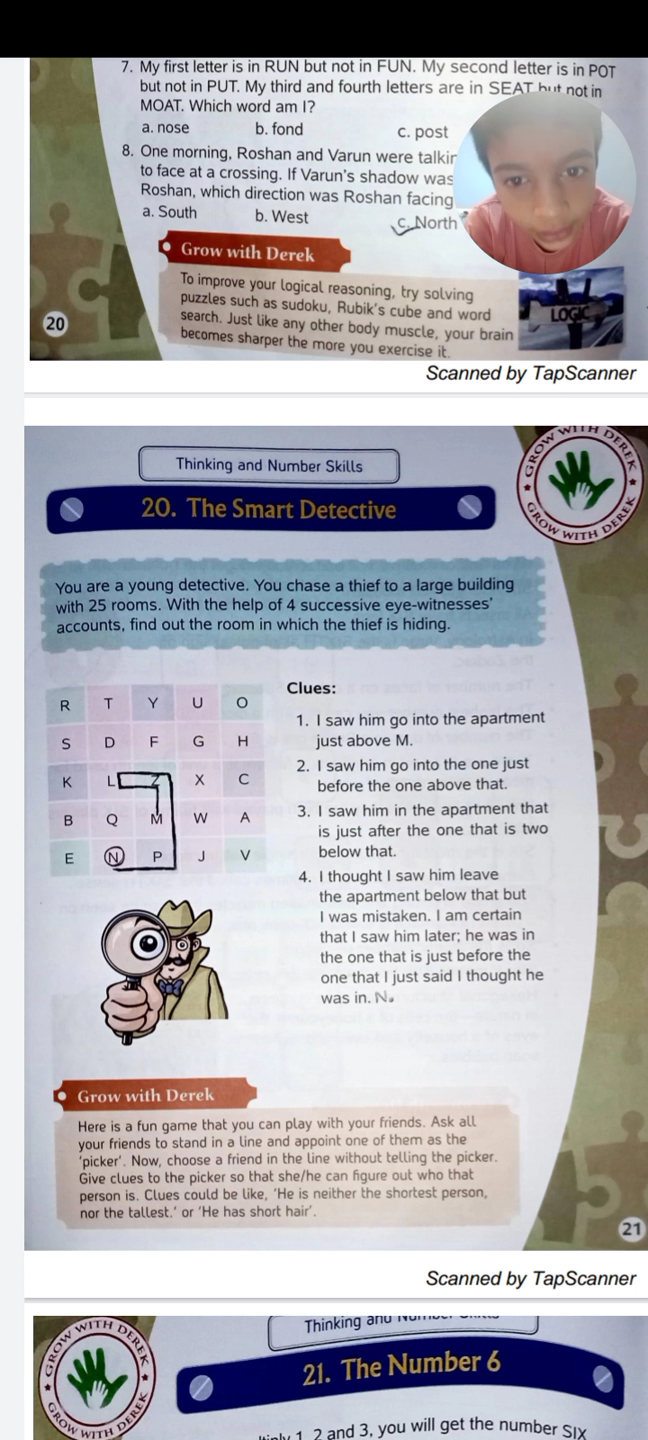 7. My first letter is in RUN but not in FUN. My second letter is in POT
but not in PUT. My third and fourth letters are in SEAT but not in
MOAT. Which word am I?
a. nose b. fond c. post
8. One morning, Roshan and Varun were
to face at a crossing. If Varun's shadow was
Roshan, which direction was Roshan facing
a. South b. West c. North
Grow with Derek
To improve your logical reasoning, try solving
puzzles such as sudoku, Rubik's cube and word
search. Just like any other body muscle, your brain
becomes sharper the more you exercise it.
LOGIC
20
Scanned by TapScanner
Thinking and Number Skills
GROW WITH DEREK
GROW WITH DEREK
20. The Smart Detective
You are a young detective. You chase a thief to a large building
with 25 rooms. With the help of 4 successive eye-witnesses'
accounts, find out the room in which the thief is hiding.
R T Y U O
S D F G H
K L Z X C
B Q M W A
E N P J V
Clues:
1. I saw him go into the apartment
just above M.
2. I saw him go into the one just
before the one above that.
3. I saw him in the apartment that
is just after the one that is two
below that.
4. I thought I saw him leave
the apartment below that but
I was mistaken. I am certain
that I saw him later; he was in
the one that is just before the
one that I just said I thought he
was in. N.
Grow with Derek
Here is a fun game that you can play with your friends. Ask all
your friends to stand in a line and appoint one of them as the
'picker'. Now, choose a friend in the line without telling the picker.
Give clues to the picker so that she/he can figure out who that
person is. Clues could be like, 'He is neither the shortest person,
nor the tallest.' or 'He has short hair'.
21
Scanned by TapScanner
GROW WITH DEREK
GROW WITH DEREK
Thinking and
21. The Number 6
1, 2 and 3, you will get the number SIX